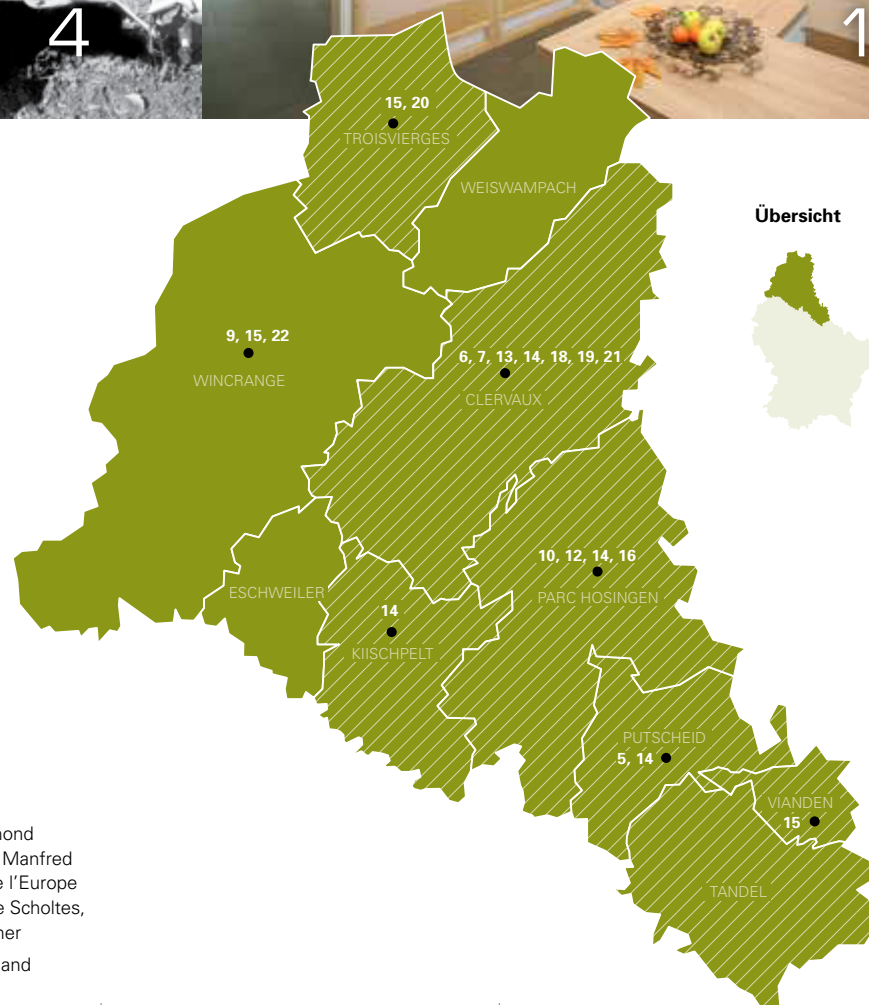 4
1
15, 20
TROISVIERGES
WEISWAMPACH
Übersicht
9, 15, 22
WINCRANGE
6, 7, 13, 14, 18, 19, 21
CLERVAUX
10, 12, 14, 16
PARC HOSINGEN
ESCHWEILER
14
KIISCHPELT
PUTSCHEID
5, 14
VIANDEN
15
TANDEL
ond
Manfred
e l'Europe
e Scholtes,
ner
and